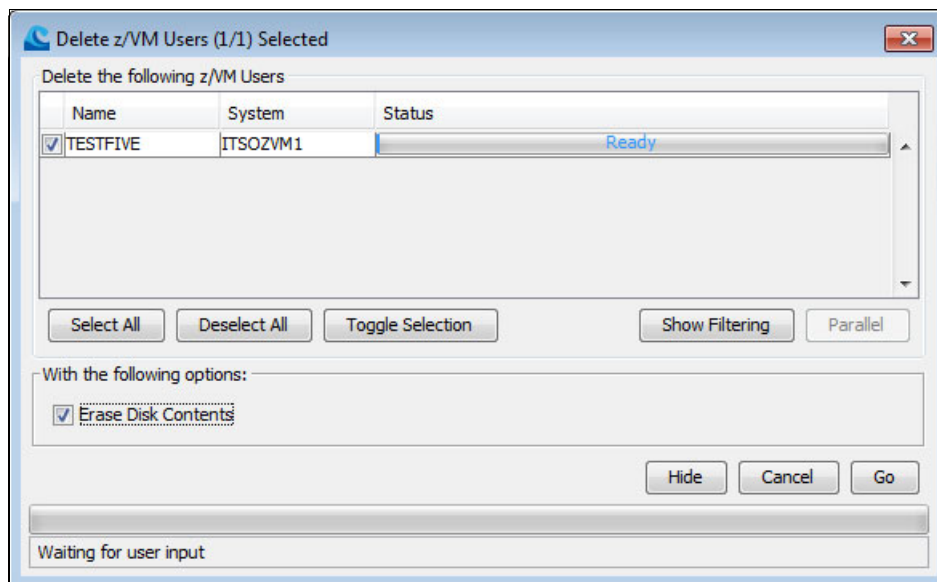 Delete z/VM Users (1/1) Selected
Delete the following z/VM Users
Name System Status
TESTFIVE ITSOZVM1 Ready
Select All Deselect All Toggle Selection Show Filtering Parallel
With the following options:
Erase Disk Contents
Hide Cancel Go
Waiting for user input